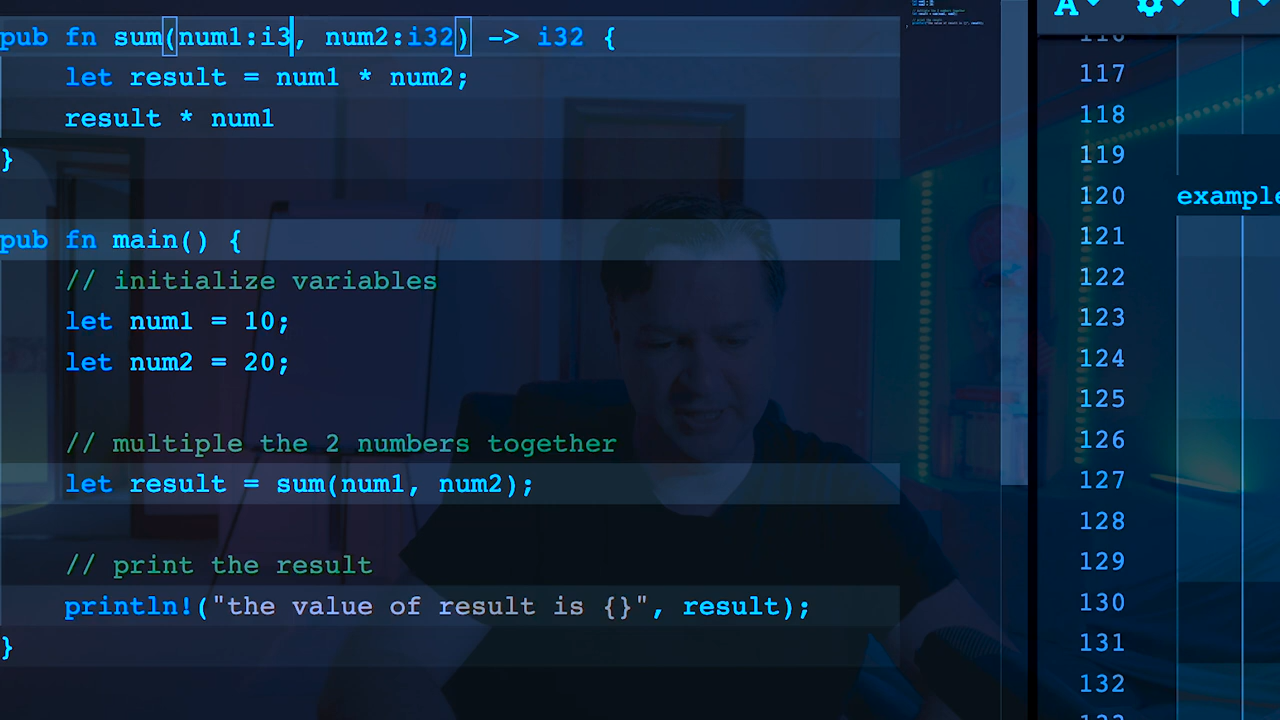 pub fn sum(num1:i3, num2:i32) -> i32 {
let result = num1 * num2;
result * num1
}
pub fn main() {
// initialize variables
let num1 = 10;
let num2 = 20;
// multiple the 2 numbers together
let result = sum(num1, num2);
// print the result
println!("the value of result is {}", result);
}
A
116
117
118
119
120 example
121
122
123
124
125
126
127
128
129
130
131
132